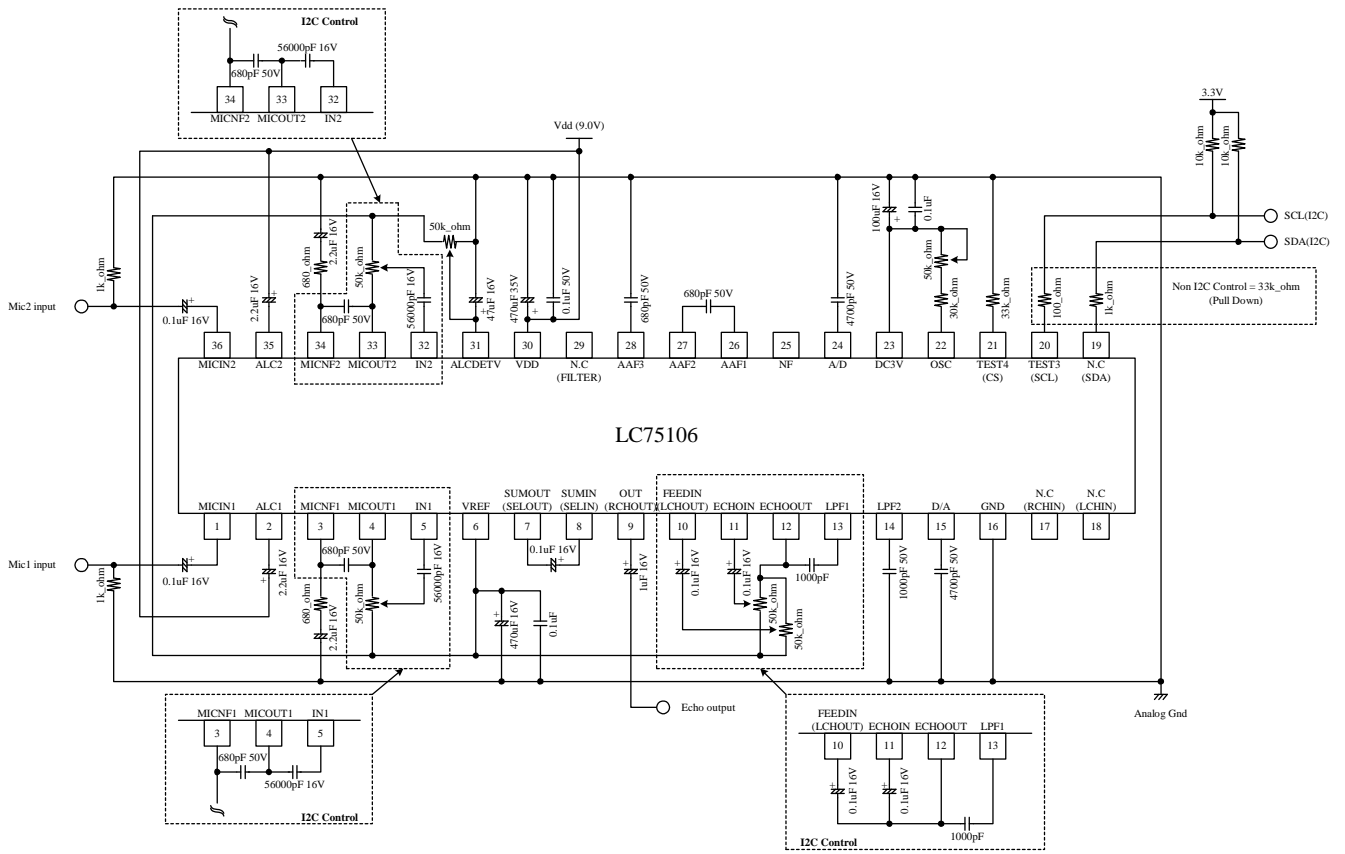 I2C Control
56000pF 16V
680pF 50V
34
33
32
MICNF2
MICOUT2
IN2
Vdd (9.0V)
3.3V
10k_ohm
10k_ohm
SCL(I2C)
SDA(I2C)
Non I2C Control = 33k_ohm
(Pull Down)
1k_ohm
Mic2 input
0.1uF 16V
+
2.2uF 16V
+
2.2uF 16V
680_ohm
50k_ohm
680pF 50V
56000pF 16V
50k_ohm
47uF 16V
+
470uF 35V
+
0.1uF 50V
680pF 50V
680pF 50V
4700pF 50V
100uF 16V
+
0.1uF
50k_ohm
30k_ohm
33k_ohm
100_ohm
1k_ohm
36
35
34
33
32
31
30
29
28
27
26
25
24
23
22
21
20
19
MICIN2
ALC2
MICNF2
MICOUT2
IN2
ALCDETV
VDD
N.C
(FILTER)
AAF3
AAF2
AAF1
NF
A/D
DC3V
OSC
TEST4
(CS)
TEST3
(SCL)
N.C
(SDA)
LC75106
MICIN1
ALC1
MICNF1
MICOUT1
IN1
VREF
SUMOUT
(SELOUT)
SUMIN
(SELIN)
OUT
(RCHOUT)
FEEDIN
(LCHOUT)
ECHOIN
ECHOOUT
LPF1
LPF2
D/A
GND
N.C
(RCHIN)
N.C
(LCHIN)
1
2
3
4
5
6
7
8
9
10
11
12
13
14
15
16
17
18
Mic1 input
0.1uF 16V
+
1k_ohm
2.2uF 16V
+
680pF 50V
680_ohm
2.2uF 16V
50k_ohm
56000pF 16V
470uF 16V
+
0.1uF
0.1uF 16V
+
1uF 16V
+
0.1uF 16V
+
0.1uF 16V
+
1000pF
50k_ohm
50k_ohm
1000pF 50V
4700pF 50V
Echo output
Analog Gnd
MICNF1
MICOUT1
IN1
3
4
5
680pF 50V
56000pF 16V
I2C Control
FEEDIN
(LCHOUT)
ECHOIN
ECHOOUT
LPF1
10
11
12
13
0.1uF 16V
+
0.1uF 16V
+
1000pF
I2C Control